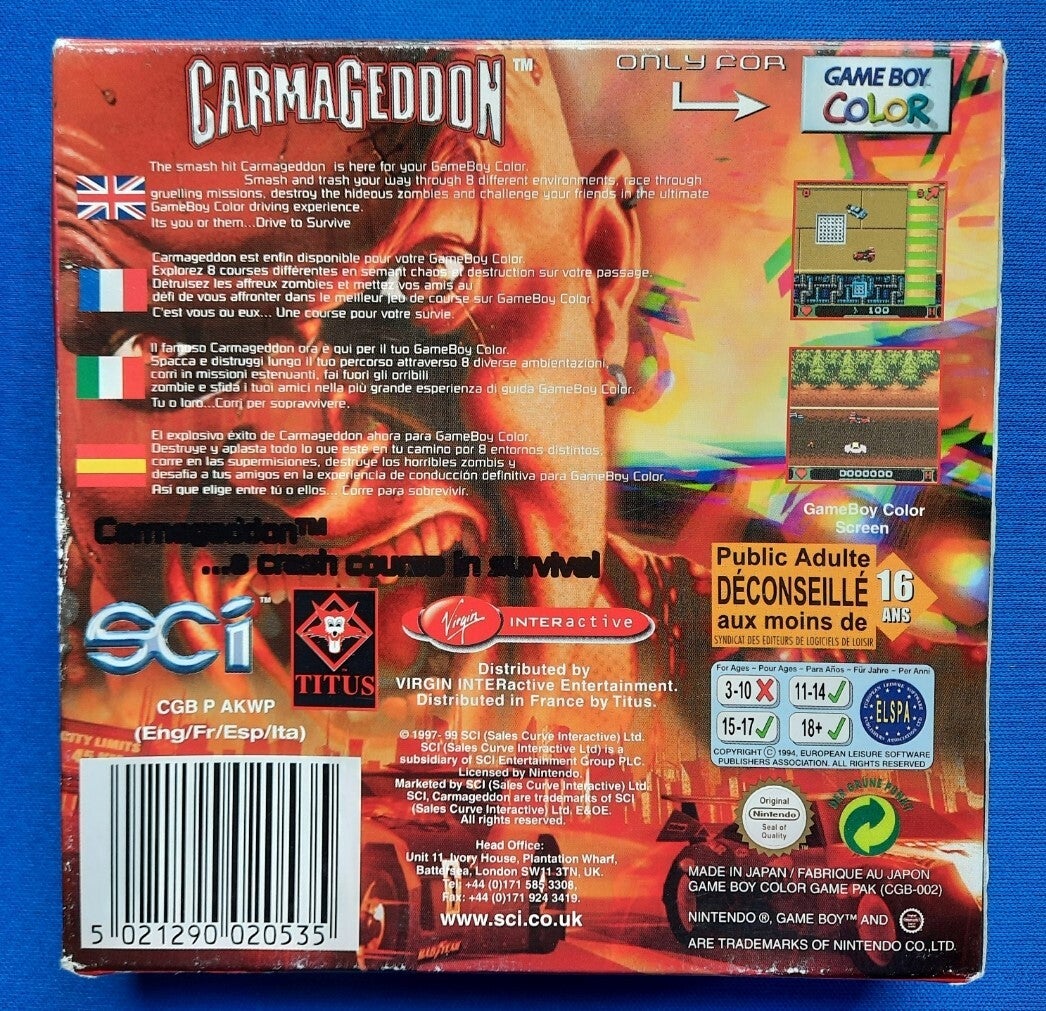 CARMAGEDDON™
ONLY FOR
GAME BOY
COLOR
The smash hit Carmageddon is here for your GameBoy Color.
Smash and trash your way through 8 different environments, race through
gruelling missions, destroy the hideous zombies and challenge your friends in the ultimate
GameBoy Color driving experience.
Its you or them...Drive to Survive
Carmageddon est enfin disponible pour votre GameBoy Color.
Explorez 8 courses différentes en semant chaos et destruction sur votre passage.
Détruisez les affreux zombies et mettez vos amis au
défi de vous affronter dans le meilleur jeu de course sur GameBoy Color.
C'est vous ou eux... Une course pour votre survie.
Il famoso Carmageddon ora è qui per il tuo GameBoy Color.
Spacca e distruggi lungo il tuo percorso attraverso 8 diverse ambientazioni,
corri in missioni estenuanti, fai fuori gli orribili
zombie e sfida i tuoi amici nella più grande esperienza di guida GameBoy Color.
Tu o loro...Corri per sopravvivere.
El explosivo éxito de Carmageddon ahora para GameBoy Color.
Destruye y aplasta todo lo que esté en tu camino por 8 entornos distintos,
corre en las supermisiones, destruye los horribles zombis y
desafía a tus amigos en la experiencia de conducción definitiva para GameBoy Color.
Así que elige entre tú o ellos... Corre para sobrevivir.
100
0000000
GameBoy Color
Screen
Carmageddon™
...a crash course in survival
SCi™
TITUS
Virgin INTERactive
Distributed by
VIRGIN INTERactive Entertainment.
Distributed in France by Titus.
CGB P AKWP
(Eng/Fr/Esp/Ita)
© 1997- 99 SCI (Sales Curve Interactive) Ltd.
SCI (Sales Curve Interactive Ltd) is a
subsidiary of SCI Entertainment Group PLC.
Licensed by Nintendo.
Marketed by SCI (Sales Curve Interactive) Ltd.
SCI, Carmageddon are trademarks of SCI
(Sales Curve Interactive) Ltd. E&OE.
All rights reserved.
Head Office:
Unit 11, Ivory House, Plantation Wharf,
Battersea, London SW11 3TN, UK.
Tel: +44 (0)171 585 3308,
Fax: +44 (0)171 924 3419.
www.sci.co.uk
Public Adulte
DÉCONSEILLÉ
aux moins de
16
ANS
SYNDICAT DES EDITEURS DE LOGICIELS DE LOISIR
For Ages - Pour Ages - Para Años - Für Jahre - Per Anni
3-10
11-14
15-17
18+
EUROPEAN LEISURE SOFTWARE
ELSPA
PUBLISHERS ASSOCIATION
COPYRIGHT © 1994, EUROPEAN LEISURE SOFTWARE
PUBLISHERS ASSOCIATION. ALL RIGHTS RESERVED
Original
Nintendo
Seal of
Quality
DER GRÜNE PUNKT
MADE IN JAPAN / FABRIQUE AU JAPON
GAME BOY COLOR GAME PAK (CGB-002)
NINTENDO ®, GAME BOY™ AND
ARE TRADEMARKS OF NINTENDO CO.,LTD.
CITY LIMITS
5 021290 020535